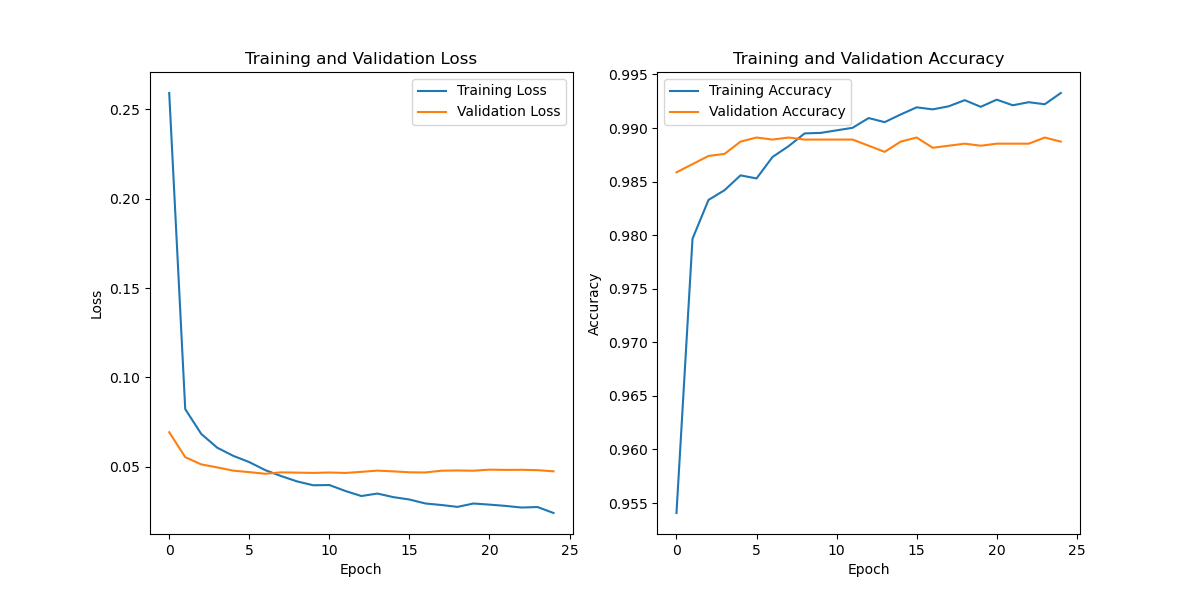 Training and Validation Loss
Training Loss
Validation Loss
0.25
0.20
0.15
0.10
0.05
Loss
0 5 10 15 20 25
Epoch
Training and Validation Accuracy
Training Accuracy
Validation Accuracy
0.995
0.990
0.985
0.980
0.975
0.970
0.965
0.960
0.955
Accuracy
0 5 10 15 20 25
Epoch